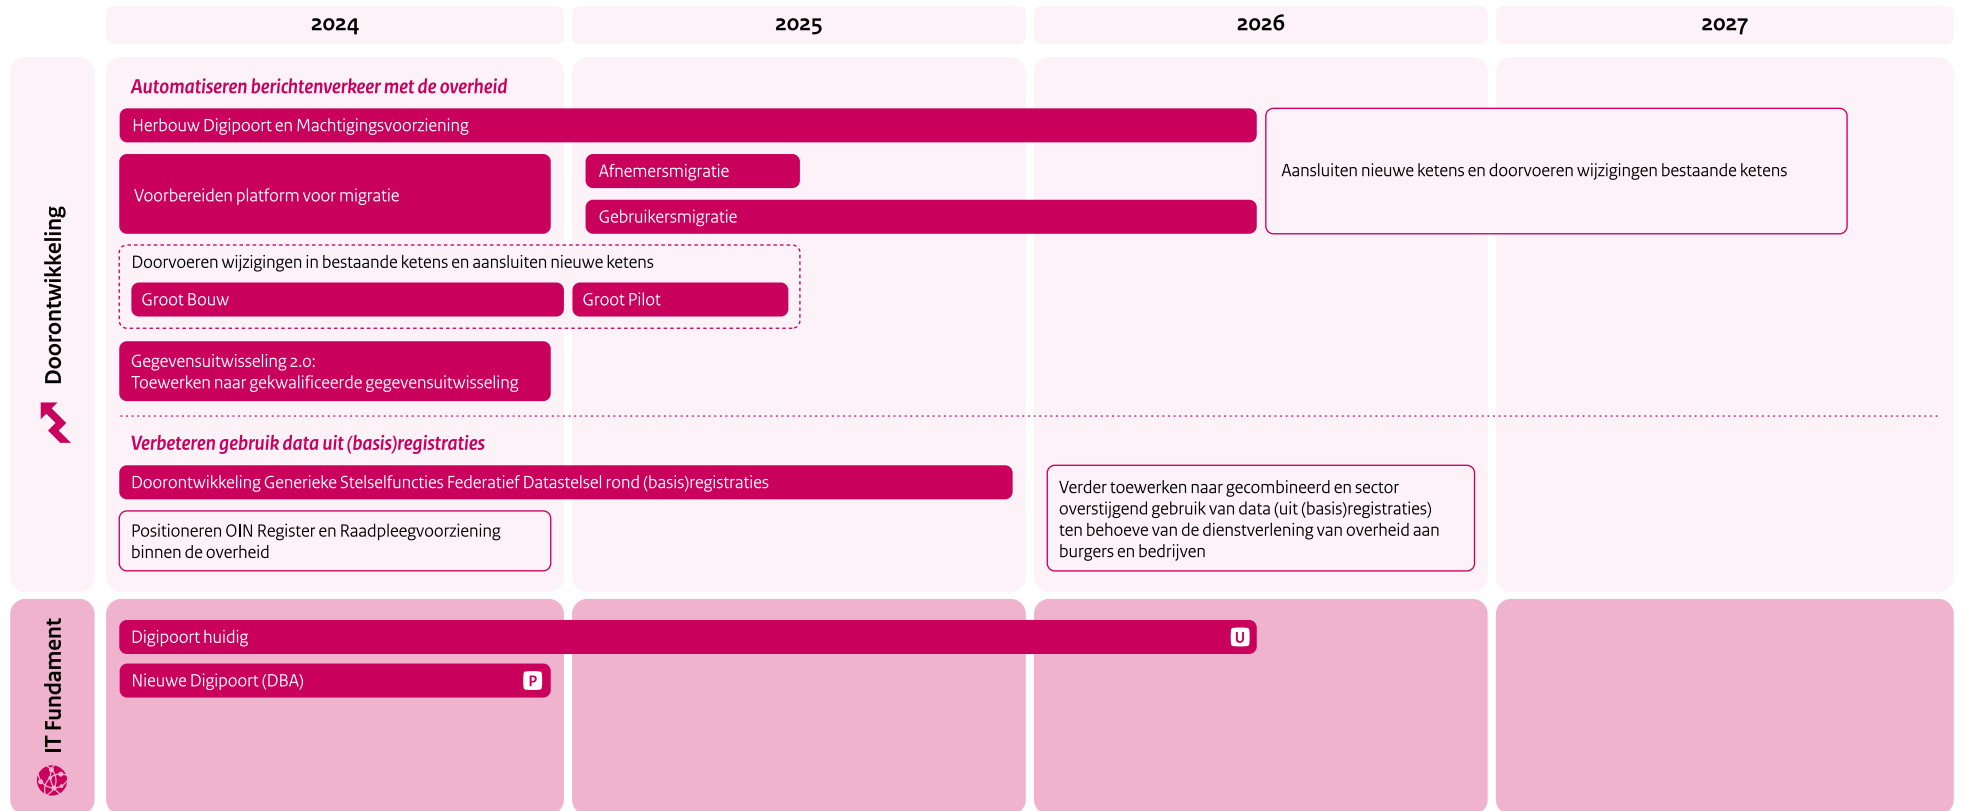 2024
2025
2026
2027
Doorontwikkeling
Automatiseren berichtenverkeer met de overheid
Herbouw Digipoort en Machtigingsvoorziening
Voorbereiden platform voor migratie
Afnemersmigratie
Gebruikersmigratie
Aansluiten nieuwe ketens en doorvoeren wijzigingen bestaande ketens
Doorvoeren wijzigingen in bestaande ketens en aansluiten nieuwe ketens
Groot Bouw
Groot Pilot
Gegevensuitwisseling 2.0:
Toewerken naar gekwalificeerde gegevensuitwisseling
Verbeteren gebruik data uit (basis)registraties
Doorontwikkeling Generieke Stelselfuncties Federatief Datastelsel rond (basis)registraties
Positioneren OIN Register en Raadpleegvoorziening
binnen de overheid
Verder toewerken naar gecombineerd en sector
overstijgend gebruik van data (uit (basis)registraties)
ten behoeve van de dienstverlening van overheid aan
burgers en bedrijven
IT Fundament
Digipoort huidig
U
Nieuwe Digipoort (DBA)
P